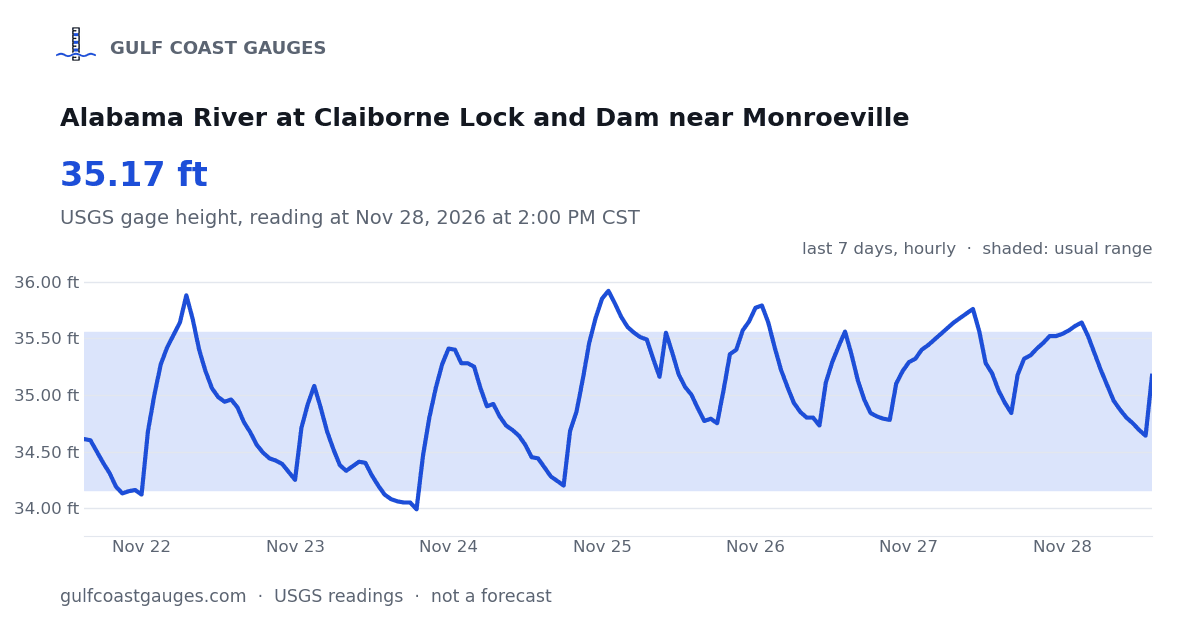 GULF COAST GAUGES
Alabama River at Claiborne Lock and Dam near Monroeville
35.17 ft
USGS gage height, reading at Nov 28, 2026 at 2:00 PM CST
last 7 days, hourly · shaded: usual range
36.00 ft
35.50 ft
35.00 ft
34.50 ft
34.00 ft
Nov 22 Nov 23 Nov 24 Nov 25 Nov 26 Nov 27 Nov 28
gulfcoastgauges.com · USGS readings · not a forecast